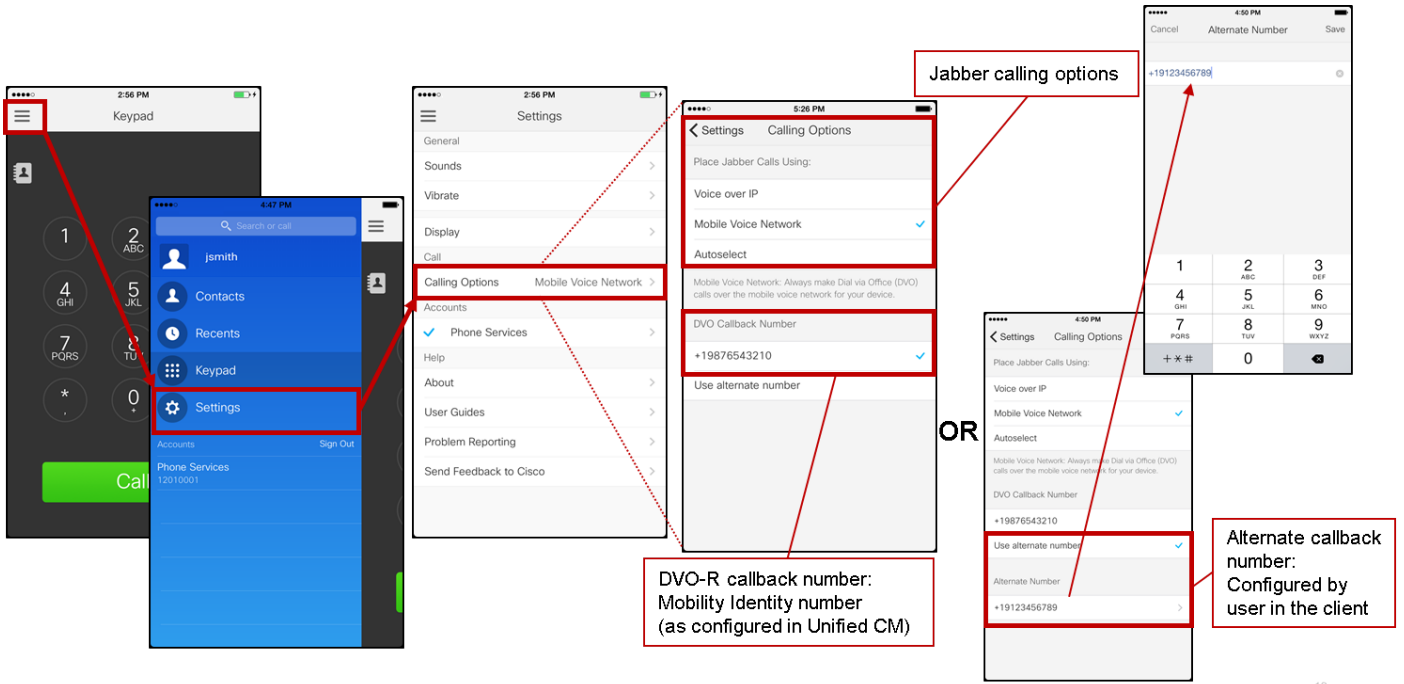 2:56 PM
Keypad
1
2
ABC
4
GHI
5
JKL
7
PQRS
8
*
,
0
+
4:47 PM
Search or call
jsmith
Contacts
Recents
Keypad
Settings
Accounts
Sign Out
Phone Services
12010001
2:56 PM
Settings
General
Sounds
Vibrate
Display
Call
Calling Options
Mobile Voice Network
Accounts
Phone Services
Help
About
User Guides
Problem Reporting
Send Feedback to Cisco
5:26 PM
Settings
Calling Options
Place Jabber Calls Using:
Voice over IP
Mobile Voice Network
Autoselect
Mobile Voice Network: Always make Dial via Office (DVO)
calls over the mobile voice network for your device.
DVO Callback Number
+19876543210
Use alternate number
DVO-R callback number:
Mobility Identity number
(as configured in Unified CM)
Jabber calling options
OR
4:50 PM
Settings
Calling Options
Place Jabber Calls Using:
Voice over IP
Mobile Voice Network
Autoselect
Mobile Voice Network: Always make Dial via Office (DVO)
calls over the mobile voice network for your device.
DVO Callback Number
+19876543210
Use alternate number
Alternate Number
+19123456789
4:50 PM
Cancel
Alternate Number
Save
+19123456789
1
2
ABC
3
DEF
4
GHI
5
JKL
6
MNO
7
PQRS
8
TUV
9
WXYZ
+*#
0
Alternate callback
number:
Configured by
user in the client